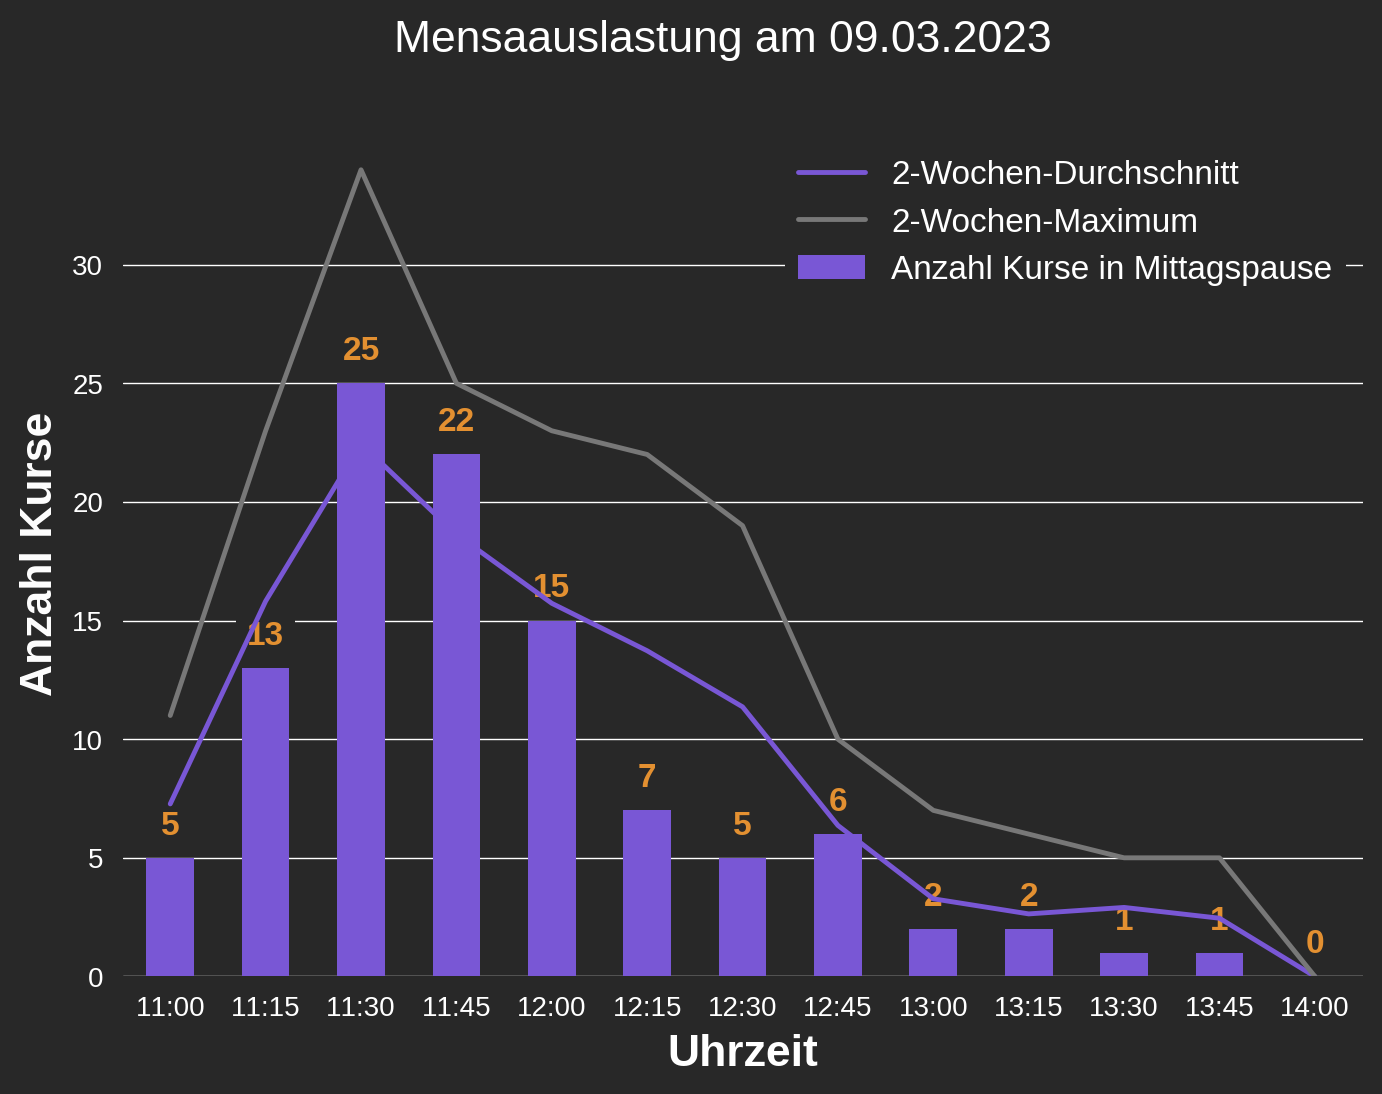 Mensaauslastung am 09.03.2023
2-Wochen-Durchschnitt
2-Wochen-Maximum
Anzahl Kurse in Mittagspause
Anzahl Kurse
30
25
20
15
10
5
0
5
13
25
22
15
7
5
6
2
2
1
1
0
11:00 11:15 11:30 11:45 12:00 12:15 12:30 12:45 13:00 13:15 13:30 13:45 14:00
Uhrzeit